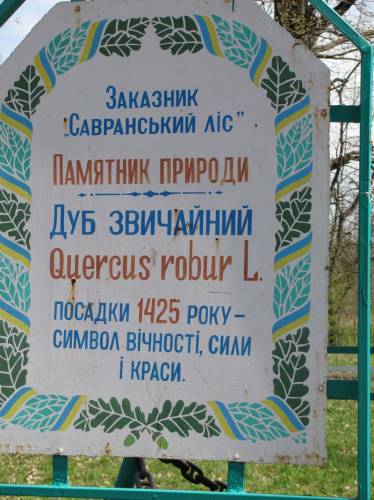 Заказник
„Савранський ліс"
Памятник природи
Дуб звичайний
Quercus robur L.
посадки 1425 року –
символ вічності, сили
і краси.